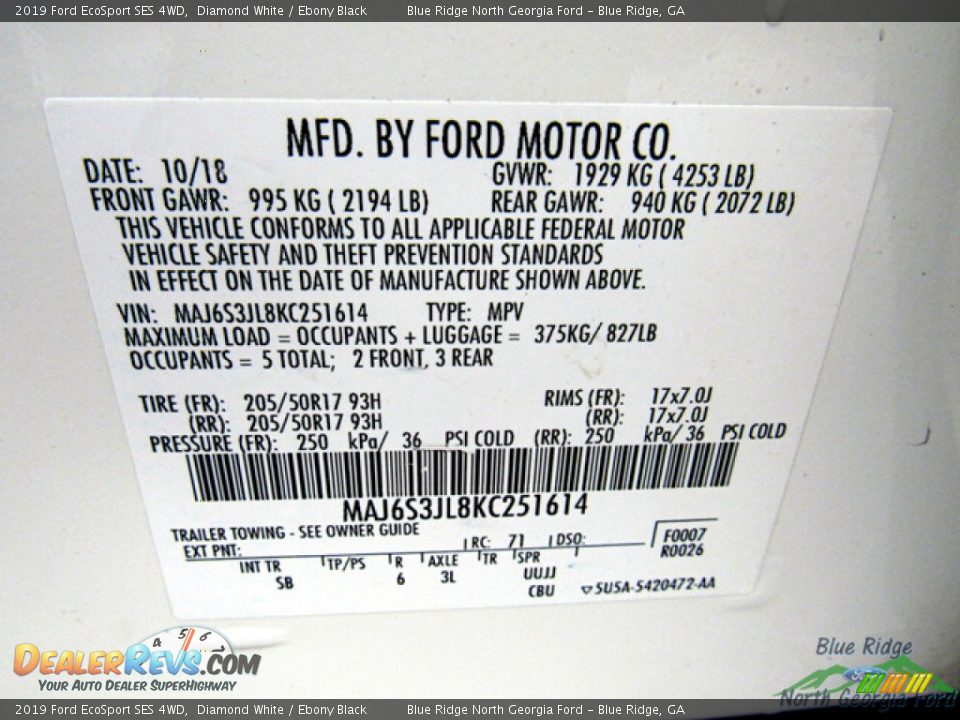 2019 Ford EcoSport SES 4WD, Diamond White / Ebony Black Blue Ridge North Georgia Ford - Blue Ridge, GA
MFD. BY FORD MOTOR CO.
DATE: 10/18 GVWR: 1929 KG ( 4253 LB)
FRONT GAWR: 995 KG ( 2194 LB) REAR GAWR: 940 KG ( 2072 LB)
THIS VEHICLE CONFORMS TO ALL APPLICABLE FEDERAL MOTOR
VEHICLE SAFETY AND THEFT PREVENTION STANDARDS
IN EFFECT ON THE DATE OF MANUFACTURE SHOWN ABOVE.
VIN: MAJ6S3JL8KC251614 TYPE: MPV
MAXIMUM LOAD = OCCUPANTS + LUGGAGE = 375KG/ 827LB
OCCUPANTS = 5 TOTAL; 2 FRONT, 3 REAR
TIRE (FR): 205/50R17 93H RIMS (FR): 17x7.0J
(RR): 205/50R17 93H (RR): 17x7.0J
PRESSURE (FR): 250 kPa/ 36 PSI COLD (RR): 250 kPa/ 36 PSI COLD
MAJ6S3JL8KC251614
TRAILER TOWING - SEE OWNER GUIDE
EXT PNT: RC: 71 DSO: F0007
R0026
INT TR TP/PS R AXLE TR SPR
SB 6 3L UUJJ
CBU 5U5A-5420472-AA
4 5 6
DEALERREVS.COM
YOUR AUTO DEALER SUPERHIGHWAY
Blue Ridge
North Georgia Ford
2019 Ford EcoSport SES 4WD, Diamond White / Ebony Black Blue Ridge North Georgia Ford - Blue Ridge, GA